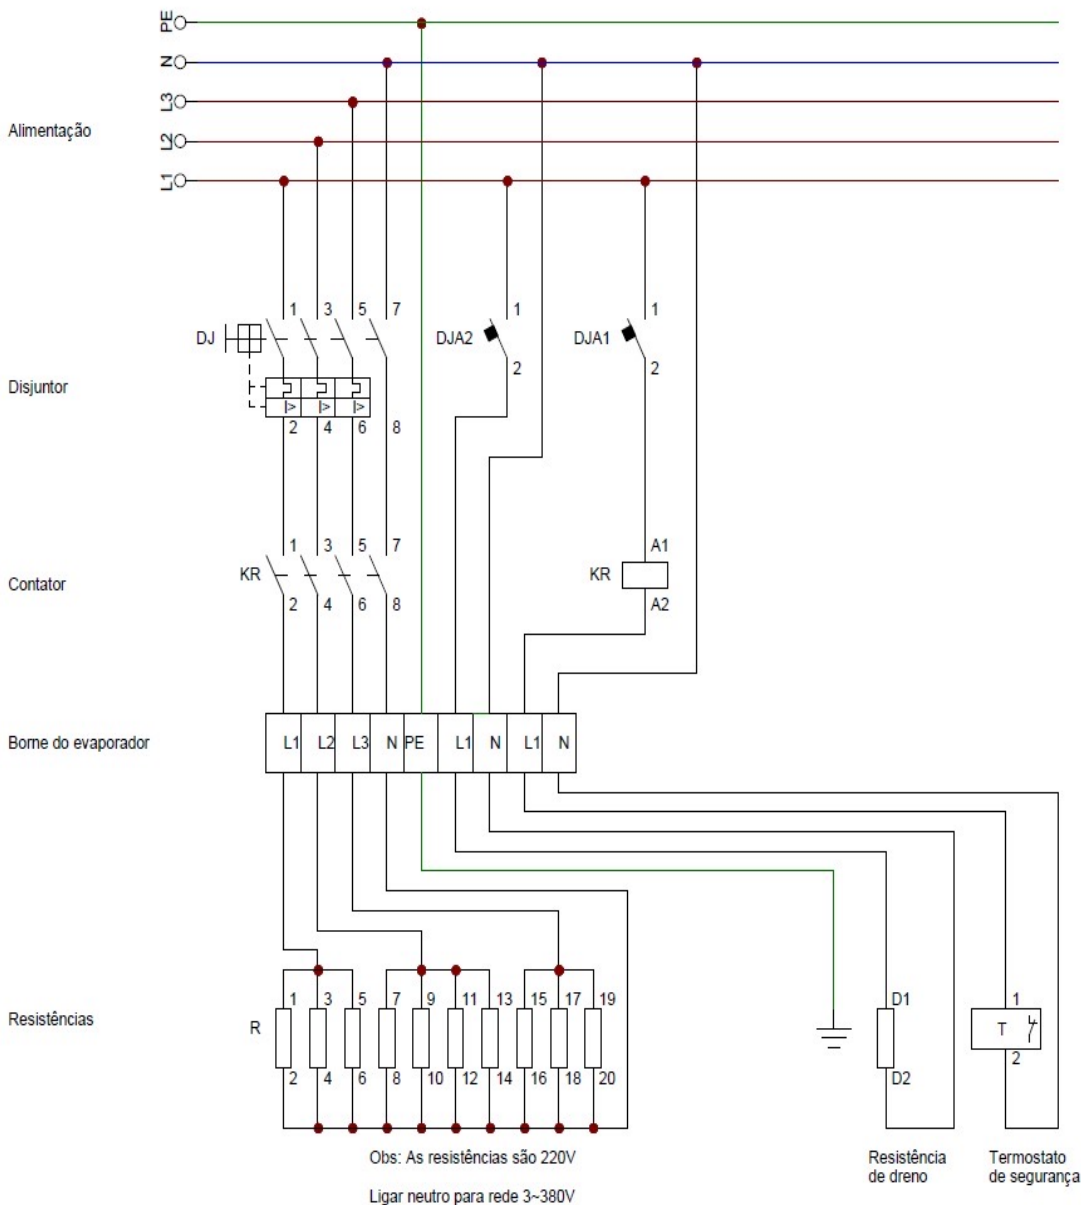 PE
N
L3
Alimentação
L2
L1
1 3 5 7 1 1
DJ DJA2 DJA1
2 2
Disjuntor
I> I> I>
2 4 6 8
1 3 5 7 A1
KR KR
Contator
2 4 6 8 A2
Borne do evaporador L1 L2 L3 N PE L1 N L1 N
1 3 5 7 9 11 13 15 17 19 D1 1
Resistências R T
2 4 6 8 10 12 14 16 18 20 D2 2
Obs: As resistências são 220V
Resistência
de dreno
Termostato
de segurança
Ligar neutro para rede 3~380V